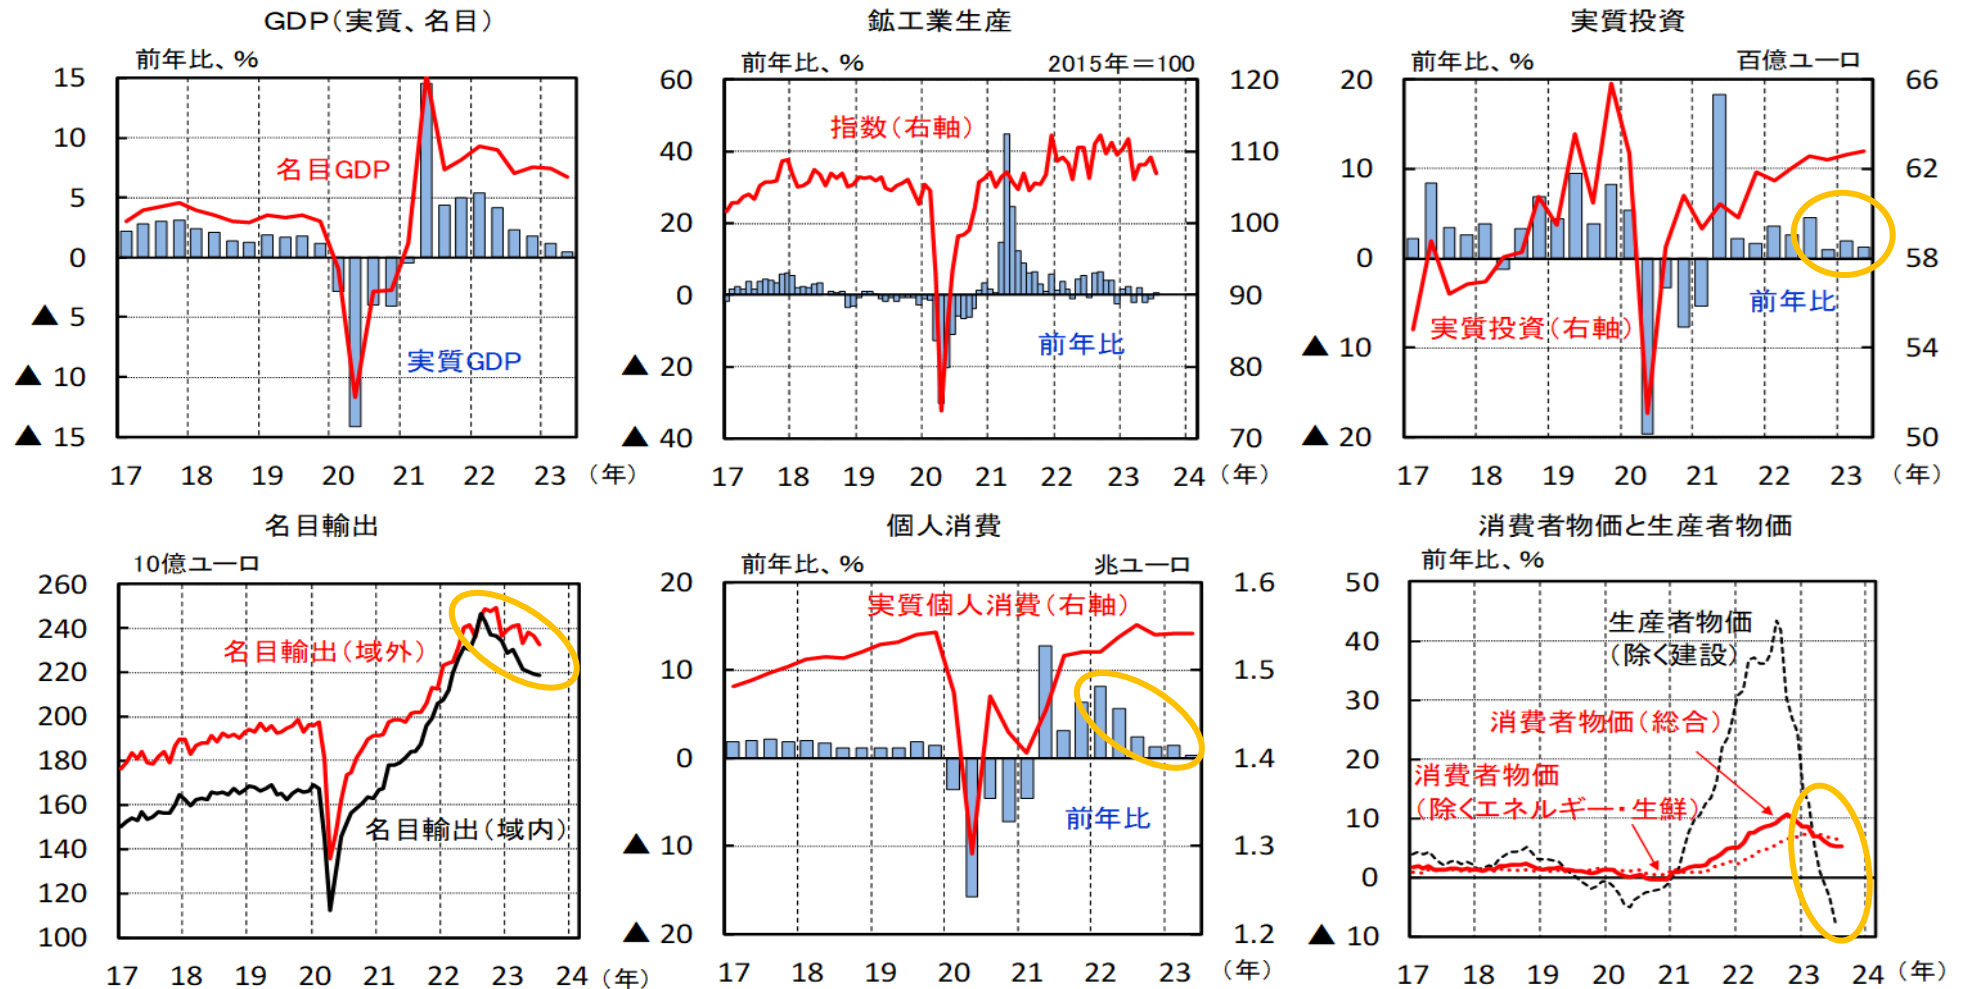 GDP(実質、名目)
前年比、%
15
10
5
0
▲ 5
▲ 10
▲ 15
名目GDP
実質GDP
17 18 19 20 21 22 23 (年)
鉱工業生産
前年比、% 2015年=100
60 120
40 110
20 100
0 90
▲ 20 80
▲ 40 70
指数(右軸)
前年比
17 18 19 20 21 22 23 24 (年)
実質投資
前年比、% 百億ユーロ
20 66
10 62
0 58
▲ 10 54
▲ 20 50
前年比
実質投資(右軸)
17 18 19 20 21 22 23 (年)
名目輸出
10億ユーロ
260
240
220
200
180
160
140
120
100
名目輸出(域外)
名目輸出(域内)
17 18 19 20 21 22 23 24 (年)
個人消費
前年比、% 兆ユーロ
20 1.6
10 1.5
0 1.4
▲ 10 1.3
▲ 20 1.2
実質個人消費(右軸)
前年比
17 18 19 20 21 22 23 (年)
消費者物価と生産者物価
前年比、%
50
40
30
20
10
0
▲ 10
生産者物価
(除く建設)
消費者物価(総合)
消費者物価
(除くエネルギー・生鮮)
17 18 19 20 21 22 23 24 (年)